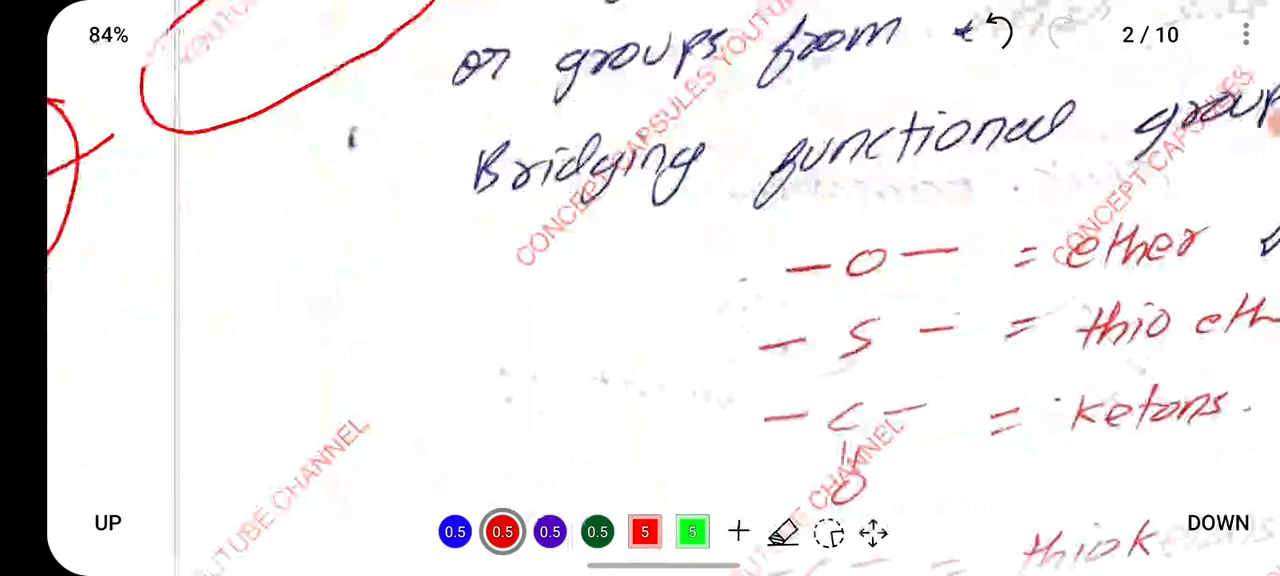 84%
2 / 10
or groups from
Bridging functional group
- O - = ether
- S - = thio eth
- C - = ketons.
||
O
= thiok
CONCEPT CAPSULES YOUTUBE
CONCEPT CAPSULES
YOUTUBE CHANNEL
CHANNEL
UP
0.5 0.5 0.5 0.5 5 5
DOWN